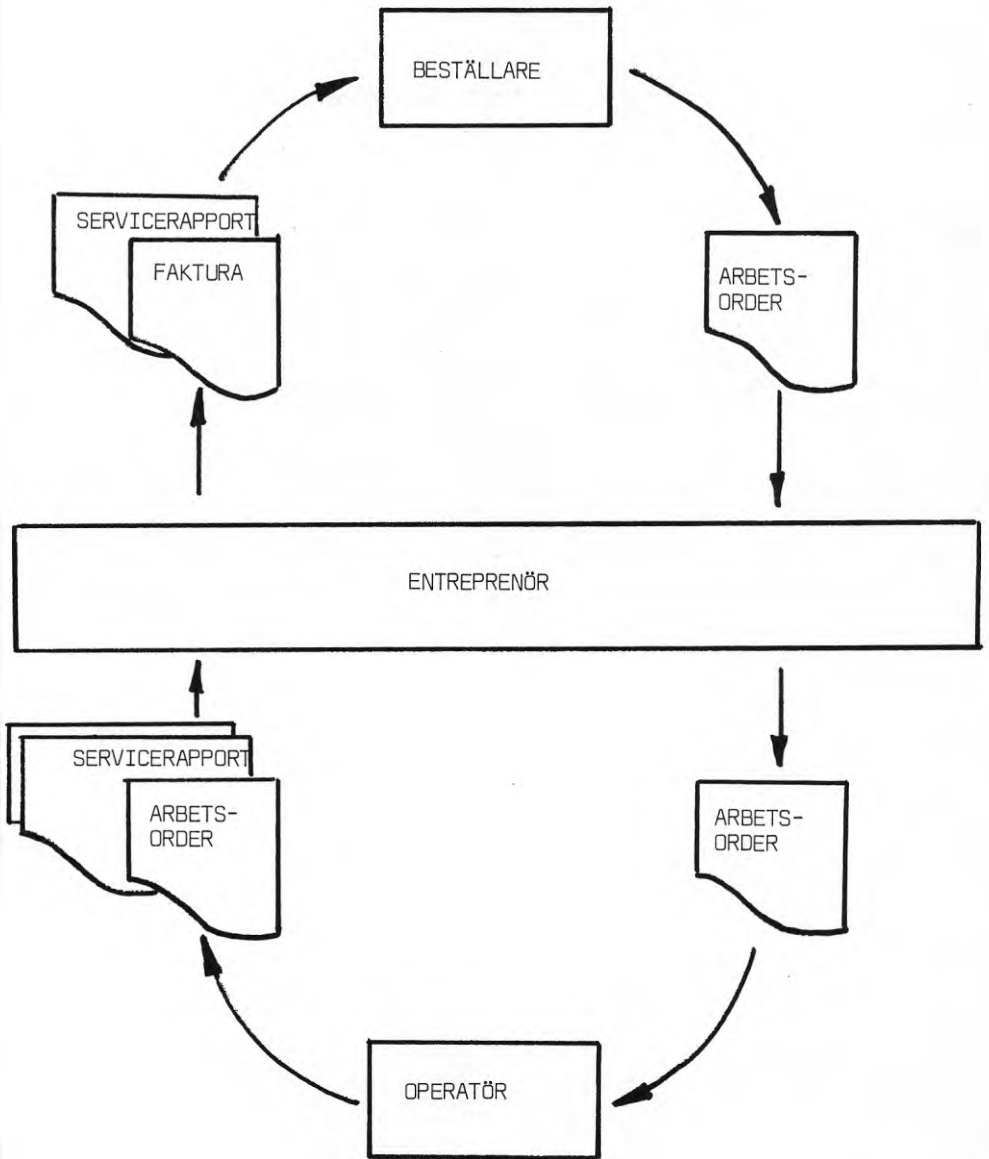 BESTÄLLARE
SERVICERAPPORT
FAKTURA
ARBETS-
ORDER
ENTREPRENÖR
SERVICERAPPORT
ARBETS-
ORDER
ARBETS-
ORDER
OPERATÖR